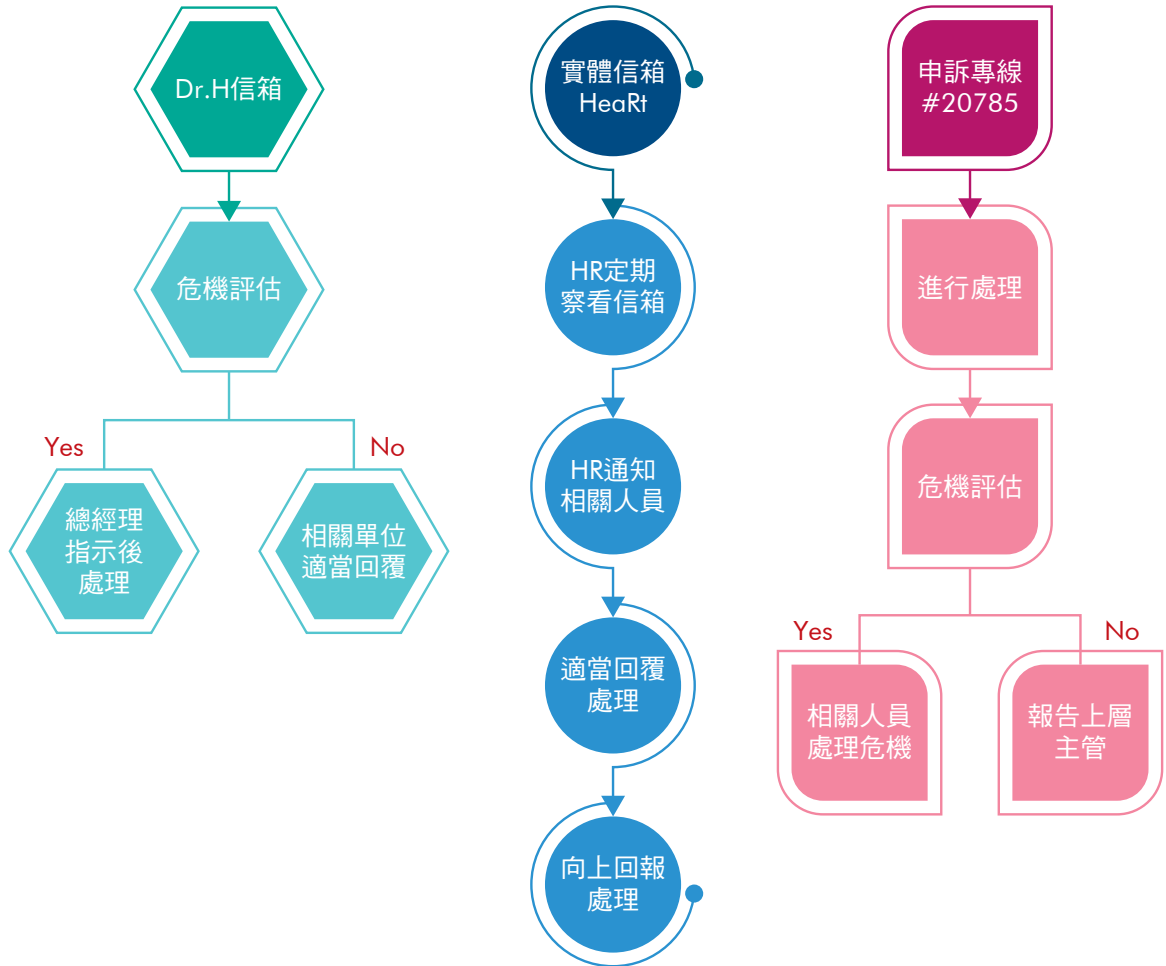 Dr.H信箱
危機評估
Yes
No
總經理
指示後
處理
相關單位
適當回覆
實體信箱
HeaRt
HR定期
察看信箱
HR通知
相關人員
適當回覆
處理
向上回報
處理
申訴專線
#20785
進行處理
危機評估
Yes
No
相關人員
處理危機
報告上層
主管